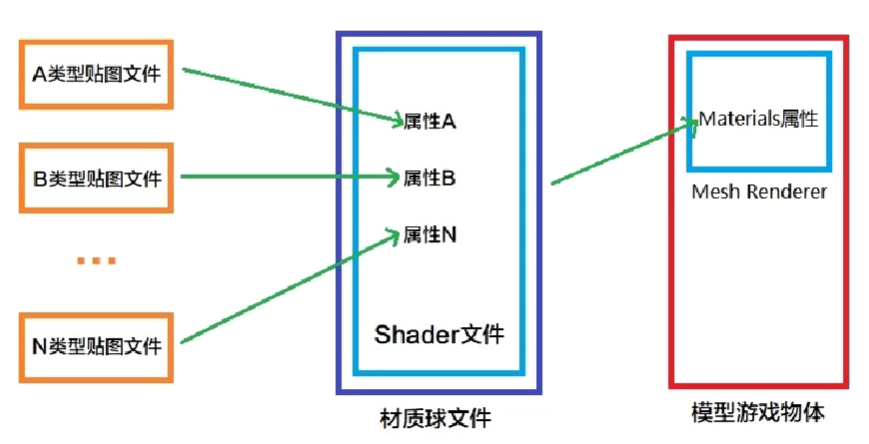 A类型贴图文件
B类型贴图文件
...
N类型贴图文件
属性A
属性B
属性N
Shader文件
材质球文件
Materials属性
Mesh Renderer
模型游戏物体